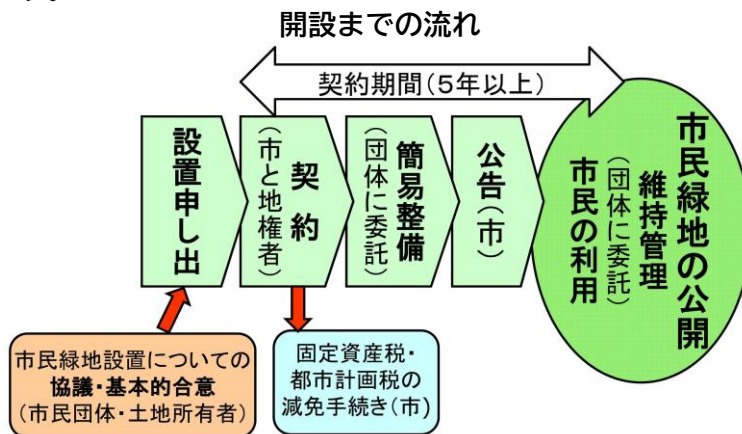 開設までの流れ
契約期間（５年以上）
設置申し出
契約
（市と地権者）
簡易整備
（団体に委託）
公告（市）
市民緑地の公開
維持管理
（団体に委託）
市民の利用
市民緑地設置についての
協議・基本的合意
（市民団体・土地所有者）
固定資産税・
都市計画税の
減免手続き（市）